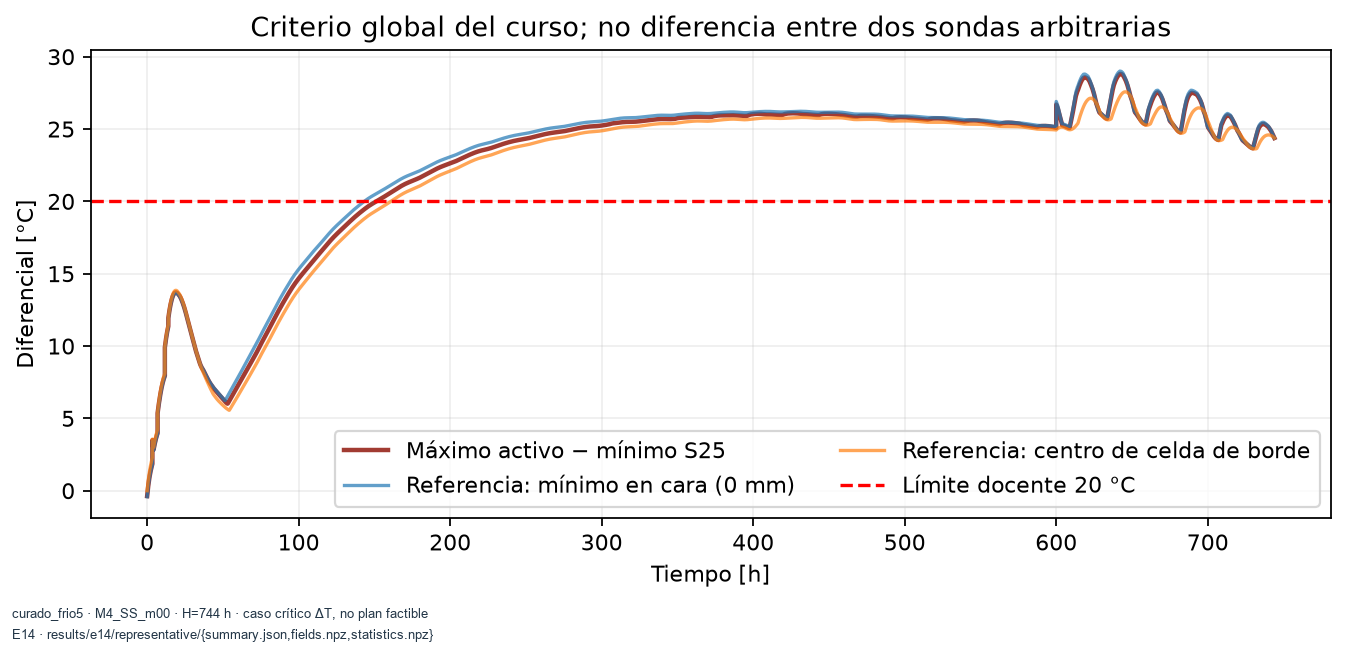 Criterio global del curso; no diferencia entre dos sondas arbitrarias
30
25
20
15
10
5
0
Diferencial [°C]
Máximo activo − mínimo S25
Referencia: mínimo en cara (0 mm)
Referencia: centro de celda de borde
Límite docente 20 °C
0 100 200 300 400 500 600 700
Tiempo [h]
curado_frio5 · M4_SS_m00 · H=744 h · caso crítico ΔT, no plan factible
E14 · results/e14/representative/{summary.json,fields.npz,statistics.npz}